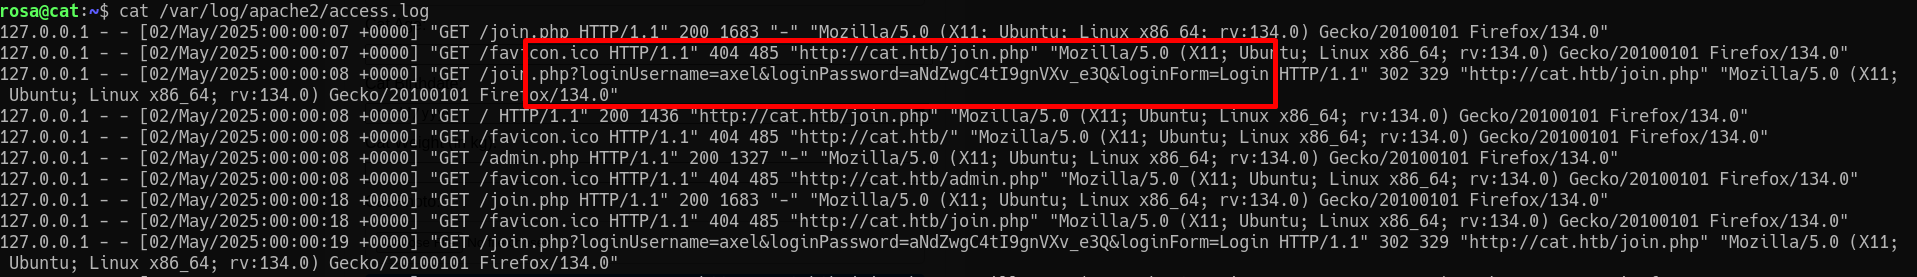 rosa@cat:~$ cat /var/log/apache2/access.log
127.0.0.1 - - [02/May/2025:00:00:07 +0000] "GET /join.php HTTP/1.1" 200 1683 "-" "Mozilla/5.0 (X11; Ubuntu; Linux x86_64; rv:134.0) Gecko/20100101 Firefox/134.0"
127.0.0.1 - - [02/May/2025:00:00:07 +0000] "GET /favicon.ico HTTP/1.1" 404 485 "http://cat.htb/join.php" "Mozilla/5.0 (X11; Ubuntu; Linux x86_64; rv:134.0) Gecko/20100101 Firefox/134.0"
127.0.0.1 - - [02/May/2025:00:00:08 +0000] "GET /join.php?loginUsername=axel&loginPassword=aNdZwgC4tI9gnVXv_e3Q&loginForm=Login HTTP/1.1" 302 329 "http://cat.htb/join.php" "Mozilla/5.0 (X11;
Ubuntu; Linux x86_64; rv:134.0) Gecko/20100101 Firefox/134.0"
127.0.0.1 - - [02/May/2025:00:00:08 +0000] "GET / HTTP/1.1" 200 1436 "http://cat.htb/join.php" "Mozilla/5.0 (X11; Ubuntu; Linux x86_64; rv:134.0) Gecko/20100101 Firefox/134.0"
127.0.0.1 - - [02/May/2025:00:00:08 +0000] "GET /favicon.ico HTTP/1.1" 404 485 "http://cat.htb/" "Mozilla/5.0 (X11; Ubuntu; Linux x86_64; rv:134.0) Gecko/20100101 Firefox/134.0"
127.0.0.1 - - [02/May/2025:00:00:08 +0000] "GET /admin.php HTTP/1.1" 200 1327 "-" "Mozilla/5.0 (X11; Ubuntu; Linux x86_64; rv:134.0) Gecko/20100101 Firefox/134.0"
127.0.0.1 - - [02/May/2025:00:00:08 +0000] "GET /favicon.ico HTTP/1.1" 404 485 "http://cat.htb/admin.php" "Mozilla/5.0 (X11; Ubuntu; Linux x86_64; rv:134.0) Gecko/20100101 Firefox/134.0"
127.0.0.1 - - [02/May/2025:00:00:18 +0000] "GET /join.php HTTP/1.1" 200 1683 "-" "Mozilla/5.0 (X11; Ubuntu; Linux x86_64; rv:134.0) Gecko/20100101 Firefox/134.0"
127.0.0.1 - - [02/May/2025:00:00:18 +0000] "GET /favicon.ico HTTP/1.1" 404 485 "http://cat.htb/join.php" "Mozilla/5.0 (X11; Ubuntu; Linux x86_64; rv:134.0) Gecko/20100101 Firefox/134.0"
127.0.0.1 - - [02/May/2025:00:00:19 +0000] "GET /join.php?loginUsername=axel&loginPassword=aNdZwgC4tI9gnVXv_e3Q&loginForm=Login HTTP/1.1" 302 329 "http://cat.htb/join.php" "Mozilla/5.0 (X11;
Ubuntu; Linux x86_64; rv:134.0) Gecko/20100101 Firefox/134.0"